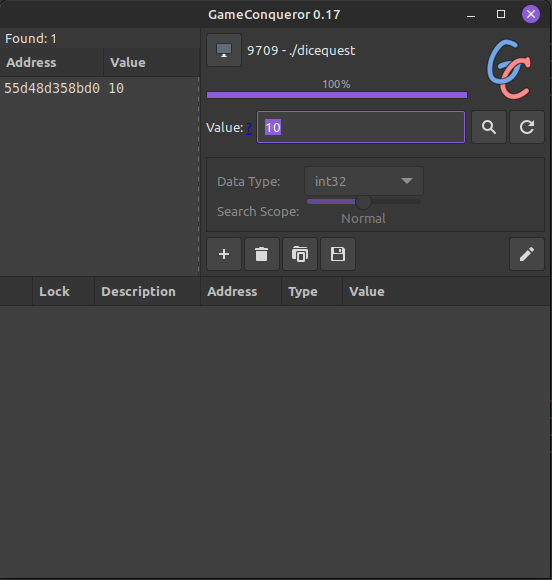 GameConqueror 0.17
Found: 1
Address Value
55d48d358bd0 10
9709 - ./dicequest
100%
Value: ? 10
Data Type: int32
Search Scope:
Normal
Lock Description Address Type Value